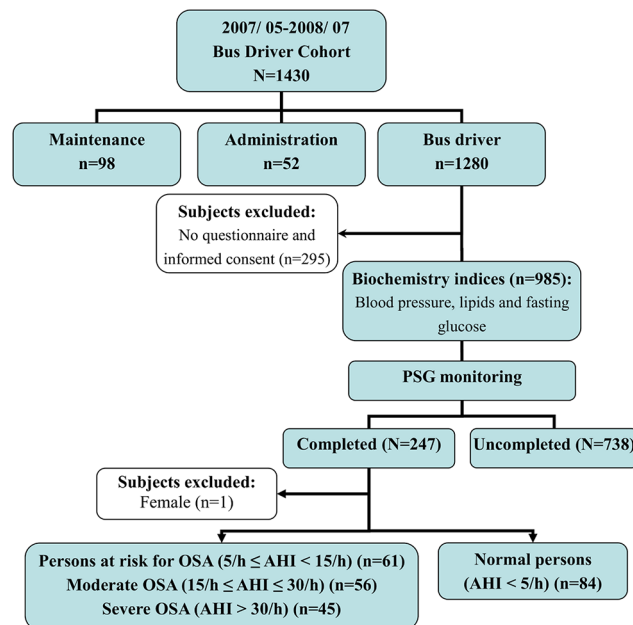 2007/ 05-2008/ 07
Bus Driver Cohort
N=1430
Maintenance
n=98
Administration
n=52
Bus driver
n=1280
Subjects excluded:
No questionnaire and
informed consent (n=295)
Biochemistry indices (n=985):
Blood pressure, lipids and fasting
glucose
PSG monitoring
Completed (N=247)
Uncompleted (N=738)
Subjects excluded:
Female (n=1)
Persons at risk for OSA (5/h ≤ AHI < 15/h) (n=61)
Moderate OSA (15/h ≤ AHI ≤ 30/h) (n=56)
Severe OSA (AHI > 30/h) (n=45)
Normal persons
(AHI < 5/h) (n=84)